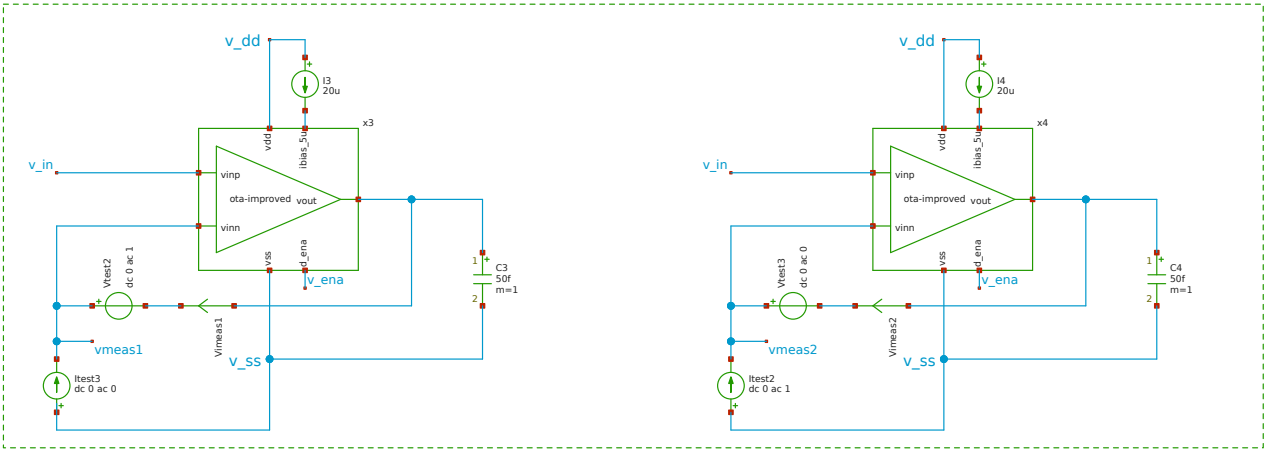 v_dd
I3
20u
x3
vdd
ibias_5u
v_in
vinp
ota-improved
vout
vinn
vss
d_ena
v_ena
Vtest2
dc 0 ac 1
+
Vimeas1
1
+
C3
50f
m=1
2
vmeas1
v_ss
Itest3
dc 0 ac 0
+
+
v_dd
I4
20u
x4
vdd
ibias_5u
v_in
vinp
ota-improved
vout
vinn
vss
d_ena
v_ena
Vtest3
dc 0 ac 0
+
Vimeas2
1
+
C4
50f
m=1
2
vmeas2
v_ss
Itest2
dc 0 ac 1
+
+